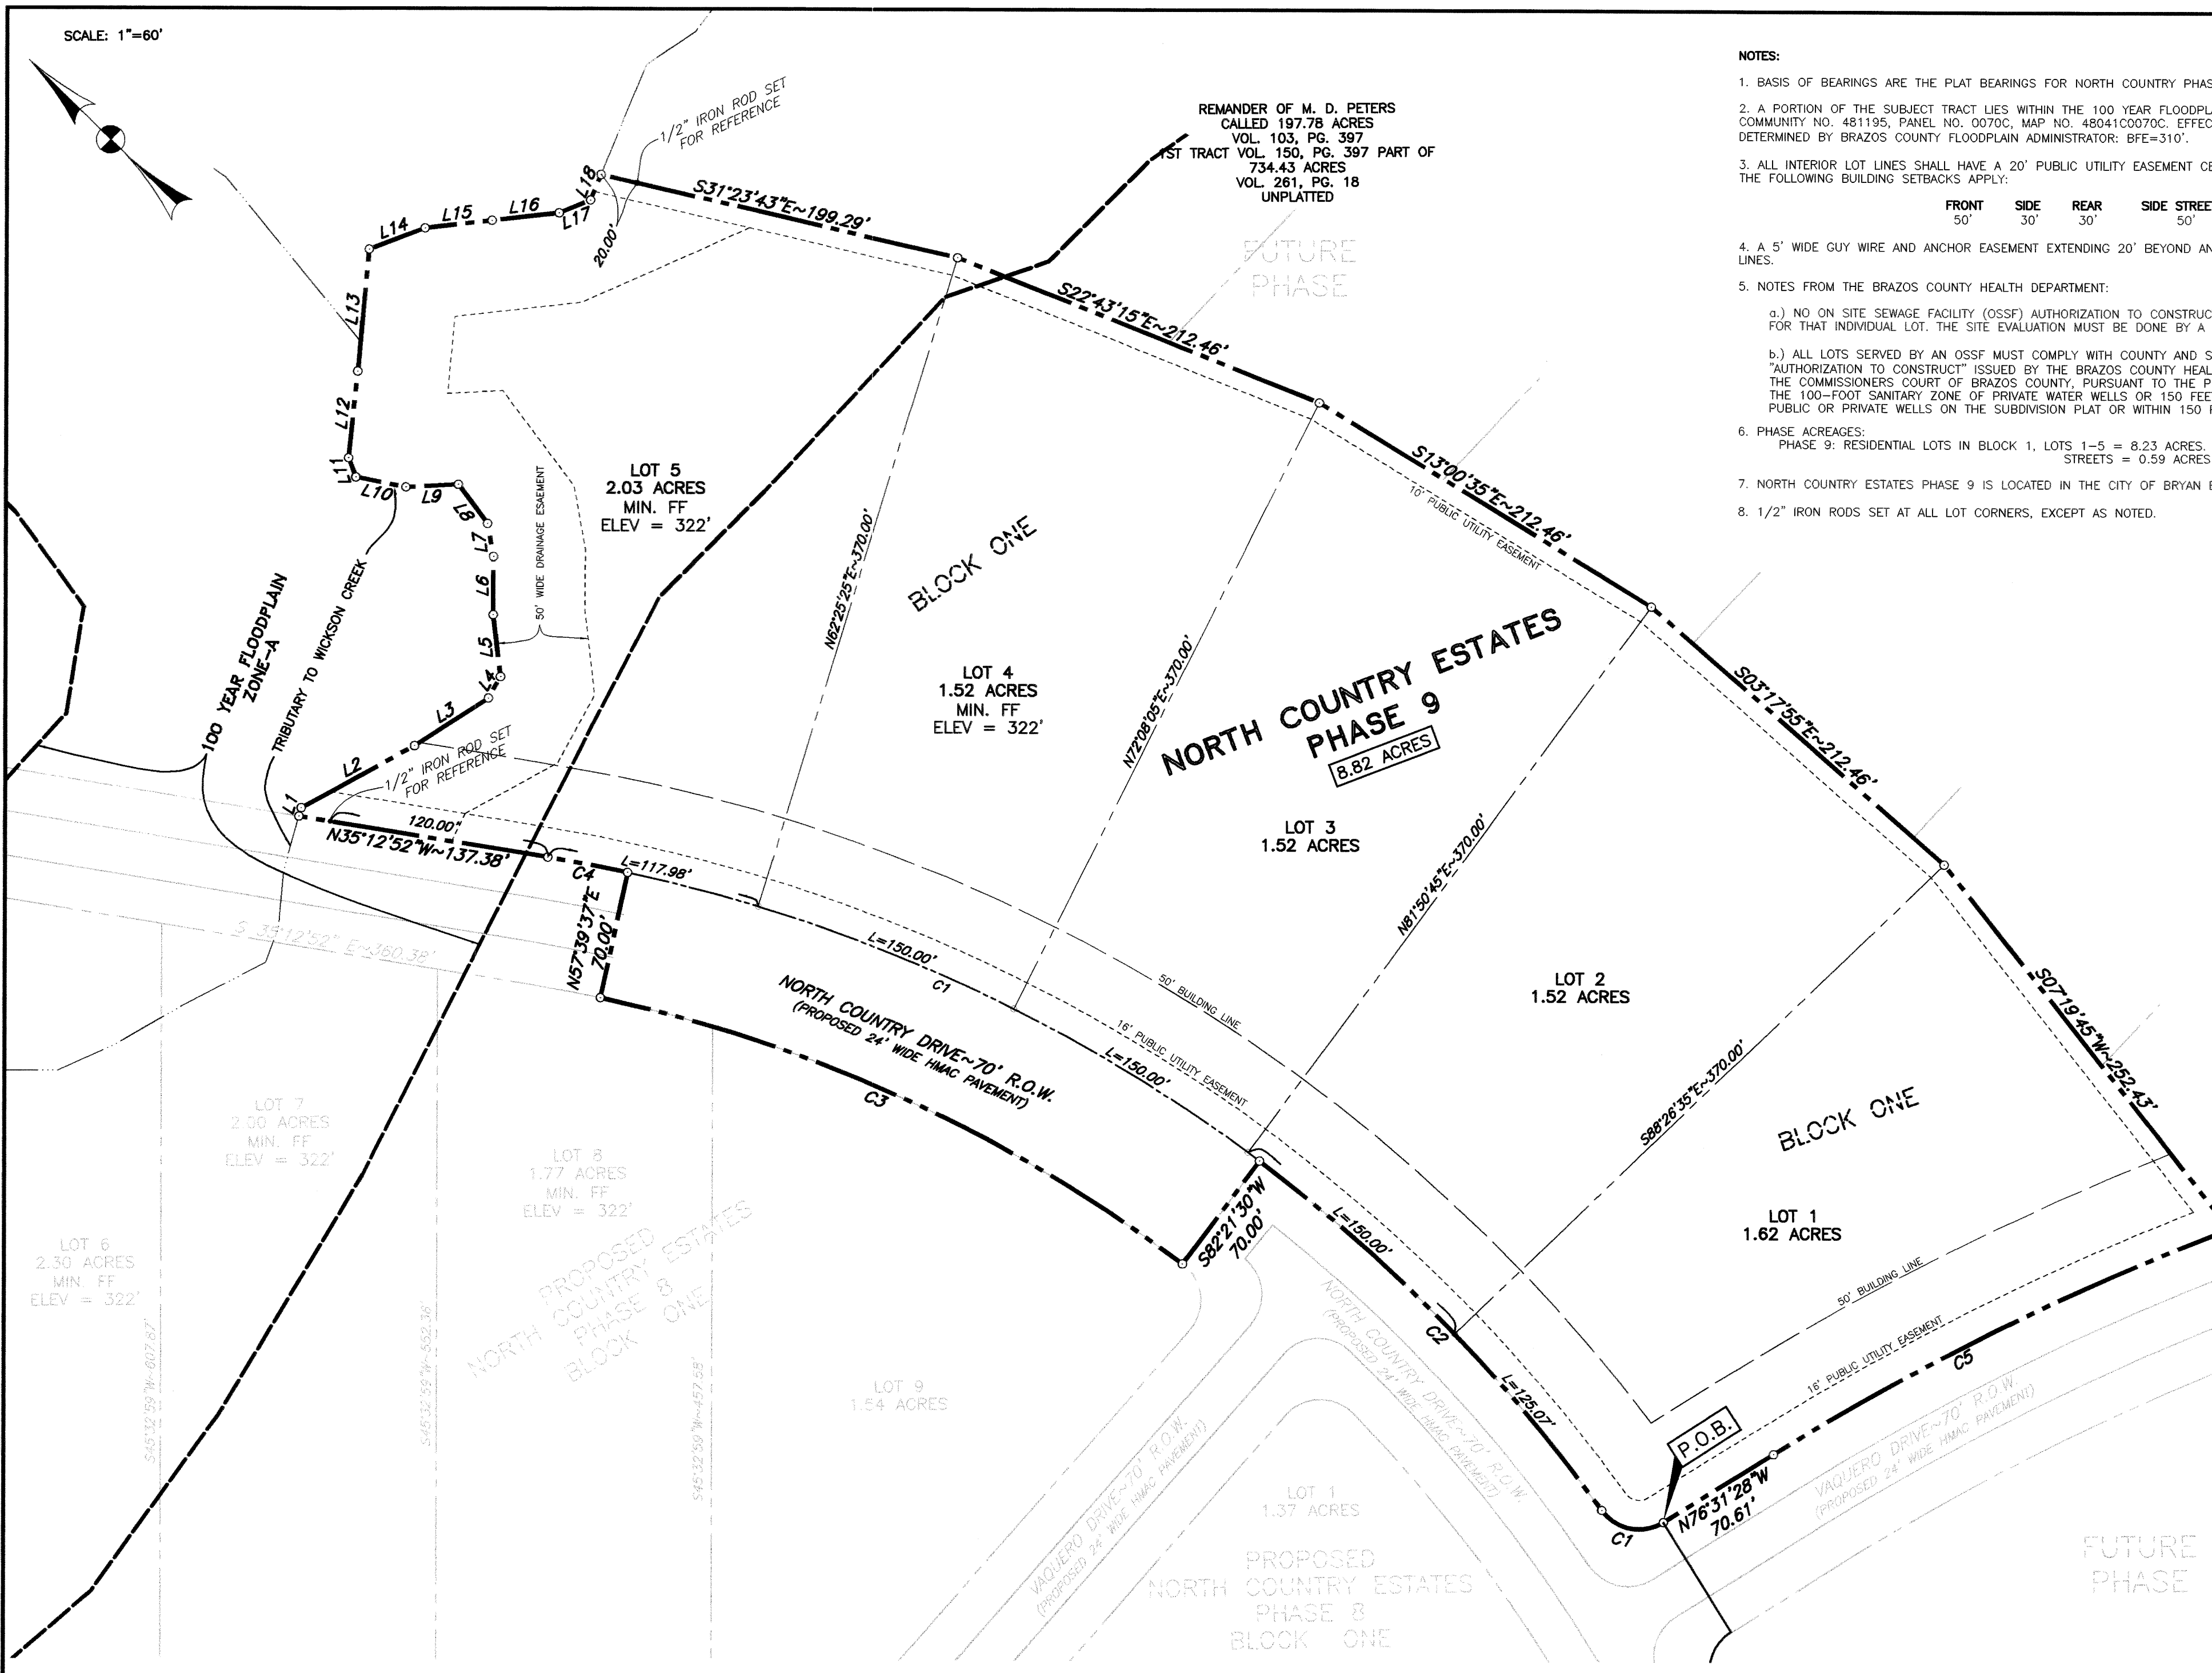 SCALE: 1"=60'
1/2" IRON ROD SET
FOR REFERENCE
REMANDER OF M. D. PETERS
CALLED 197.78 ACRES
VOL. 103, PG. 397
1ST TRACT VOL. 150, PG. 397 PART OF
734.43 ACRES
VOL. 261, PG. 18
UNPLATTED
FUTURE
PHASE
NOTES:
1. BASIS OF BEARINGS ARE THE PLAT BEARINGS FOR NORTH COUNTRY PHAS
2. A PORTION OF THE SUBJECT TRACT LIES WITHIN THE 100 YEAR FLOODPL
COMMUNITY NO. 481195, PANEL NO. 0070C, MAP NO. 48041C0070C. EFFEC
DETERMINED BY BRAZOS COUNTY FLOODPLAIN ADMINISTRATOR: BFE=310'.
3. ALL INTERIOR LOT LINES SHALL HAVE A 20' PUBLIC UTILITY EASEMENT CE
THE FOLLOWING BUILDING SETBACKS APPLY:
FRONT SIDE REAR SIDE STREE
50' 30' 30' 50'
4. A 5' WIDE GUY WIRE AND ANCHOR EASEMENT EXTENDING 20' BEYOND AN
LINES.
5. NOTES FROM THE BRAZOS COUNTY HEALTH DEPARTMENT:
a.) NO ON SITE SEWAGE FACILITY (OSSF) AUTHORIZATION TO CONSTRUC
FOR THAT INDIVIDUAL LOT. THE SITE EVALUATION MUST BE DONE BY A
b.) ALL LOTS SERVED BY AN OSSF MUST COMPLY WITH COUNTY AND S
"AUTHORIZATION TO CONSTRUCT" ISSUED BY THE BRAZOS COUNTY HEAL
THE COMMISSIONERS COURT OF BRAZOS COUNTY, PURSUANT TO THE P
THE 100-FOOT SANITARY ZONE OF PRIVATE WATER WELLS OR 150 FEE
PUBLIC OR PRIVATE WELLS ON THE SUBDIVISION PLAT OR WITHIN 150
6. PHASE ACREAGES:
PHASE 9: RESIDENTIAL LOTS IN BLOCK 1, LOTS 1-5 = 8.23 ACRES.
STREETS = 0.59 ACRES
7. NORTH COUNTRY ESTATES PHASE 9 IS LOCATED IN THE CITY OF BRYAN E
8. 1/2" IRON RODS SET AT ALL LOT CORNERS, EXCEPT AS NOTED.
L18
L17
L16
L15
L14
L13
L12
L11
L10
L9
L8
L7
L6
L5
L4
L3
L2
L1
20.00'
S31°23'43"E~199.29'
S22°43'15"E~212.46'
S13°00'35"E~212.46'
10' PUBLIC UTILITY EASEMENT
S03°17'55"E~212.46'
S07°19'45"W~252.43'
LOT 5
2.03 ACRES
MIN. FF
ELEV = 322'
50' WIDE DRAINAGE ESAEMENT
N62°25'25"E~370.00'
BLOCK ONE
LOT 4
1.52 ACRES
MIN. FF
ELEV = 322'
N72°08'05"E~370.00'
NORTH COUNTRY ESTATES
PHASE 9
8.82 ACRES
LOT 3
1.52 ACRES
N81°50'45"E~370.00'
LOT 2
1.52 ACRES
S88°26'35"E~370.00'
BLOCK ONE
LOT 1
1.62 ACRES
50' BUILDING LINE
16' PUBLIC UTILITY EASEMENT
C5
100 YEAR FLOODPLAIN
ZONE-A
TRIBUTARY TO WICKSON CREEK
1/2" IRON ROD SET
FOR REFERENCE
120.00'
N35°12'52"W~137.38'
C4
L=117.98'
N57°39'37"E
70.00'
L=150.00'
C1
50' BUILDING LINE
16' PUBLIC UTILITY EASEMENT
L=150.00'
NORTH COUNTRY DRIVE~70' R.O.W.
(PROPOSED 24' WIDE HMAC PAVEMENT)
C3
S82°21'30"W
70.00'
L=150.00'
C2
L=125.07'
P.O.B.
C1
N76°31'28"W
70.61'
S 35°12'52" E~360.38'
LOT 7
2.00 ACRES
MIN. FF
ELEV = 322'
LOT 8
1.77 ACRES
MIN. FF
ELEV = 322'
LOT 6
2.30 ACRES
MIN. FF
ELEV = 322'
PROPOSED
NORTH COUNTRY ESTATES
PHASE 8
BLOCK ONE
S45°32'59"W~607.87'
S45°32'59"W~552.38'
S45°32'59"W~457.58'
LOT 9
1.54 ACRES
VAQUERO DRIVE~70' R.O.W.
(PROPOSED 24' WIDE HMAC PAVEMENT)
NORTH COUNTRY DRIVE~70' R.O.W.
(PROPOSED 24' WIDE HMAC PAVEMENT)
LOT 1
1.37 ACRES
PROPOSED
NORTH COUNTRY ESTATES
PHASE 8
BLOCK ONE
VAQUERO DRIVE~70' R.O.W.
(PROPOSED 24' WIDE HMAC PAVEMENT)
FUTURE
PHASE